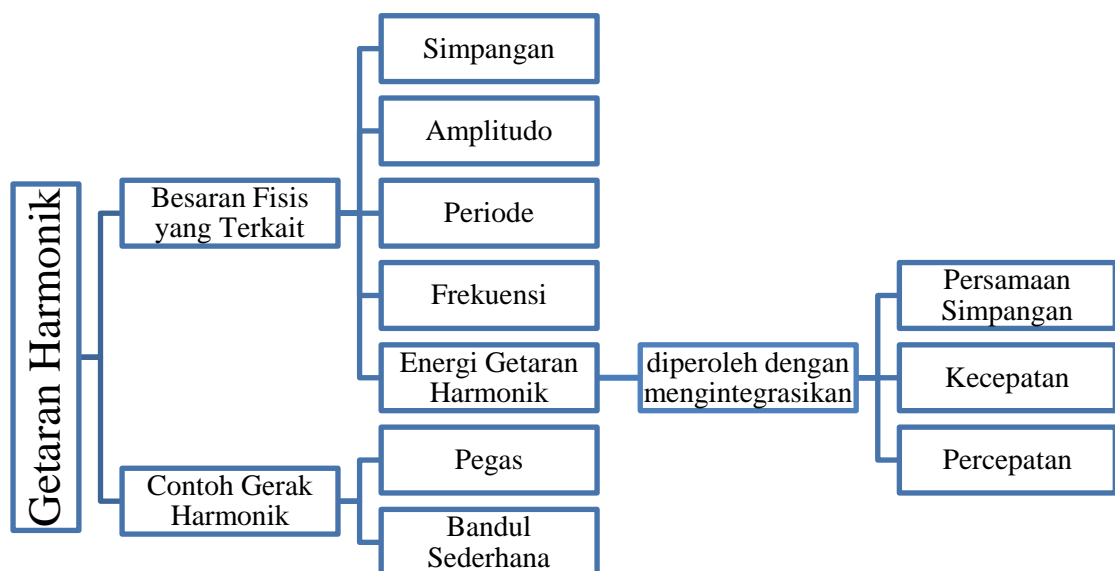 Getaran Harmonik
Besaran Fisis
yang Terkait
Simpangan
Amplitudo
Periode
Frekuensi
Energi Getaran
Harmonik
diperoleh dengan
mengintegrasikan
Persamaan
Simpangan
Kecepatan
Percepatan
Contoh Gerak
Harmonik
Pegas
Bandul
Sederhana